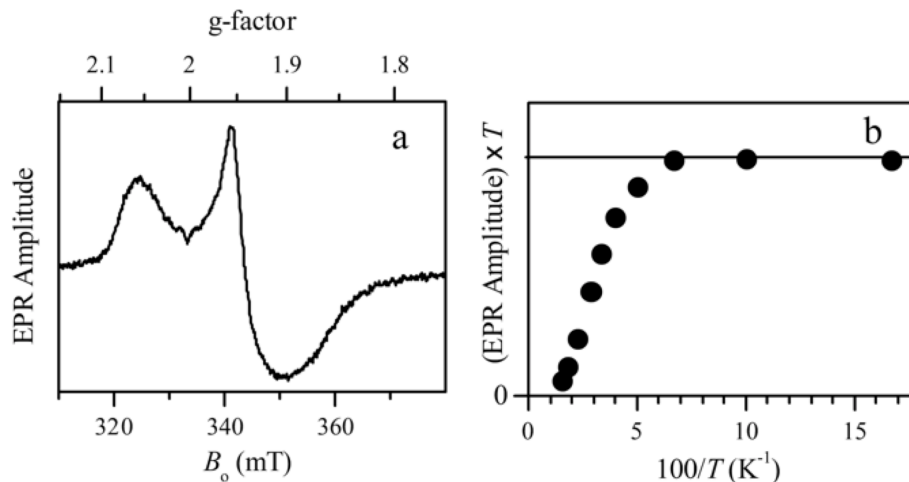 g-factor
2.1 2 1.9 1.8
a
EPR Amplitude
320 340 360
B₀ (mT)
b
(EPR Amplitude) x T
0
0 5 10 15
100/T (K⁻¹)